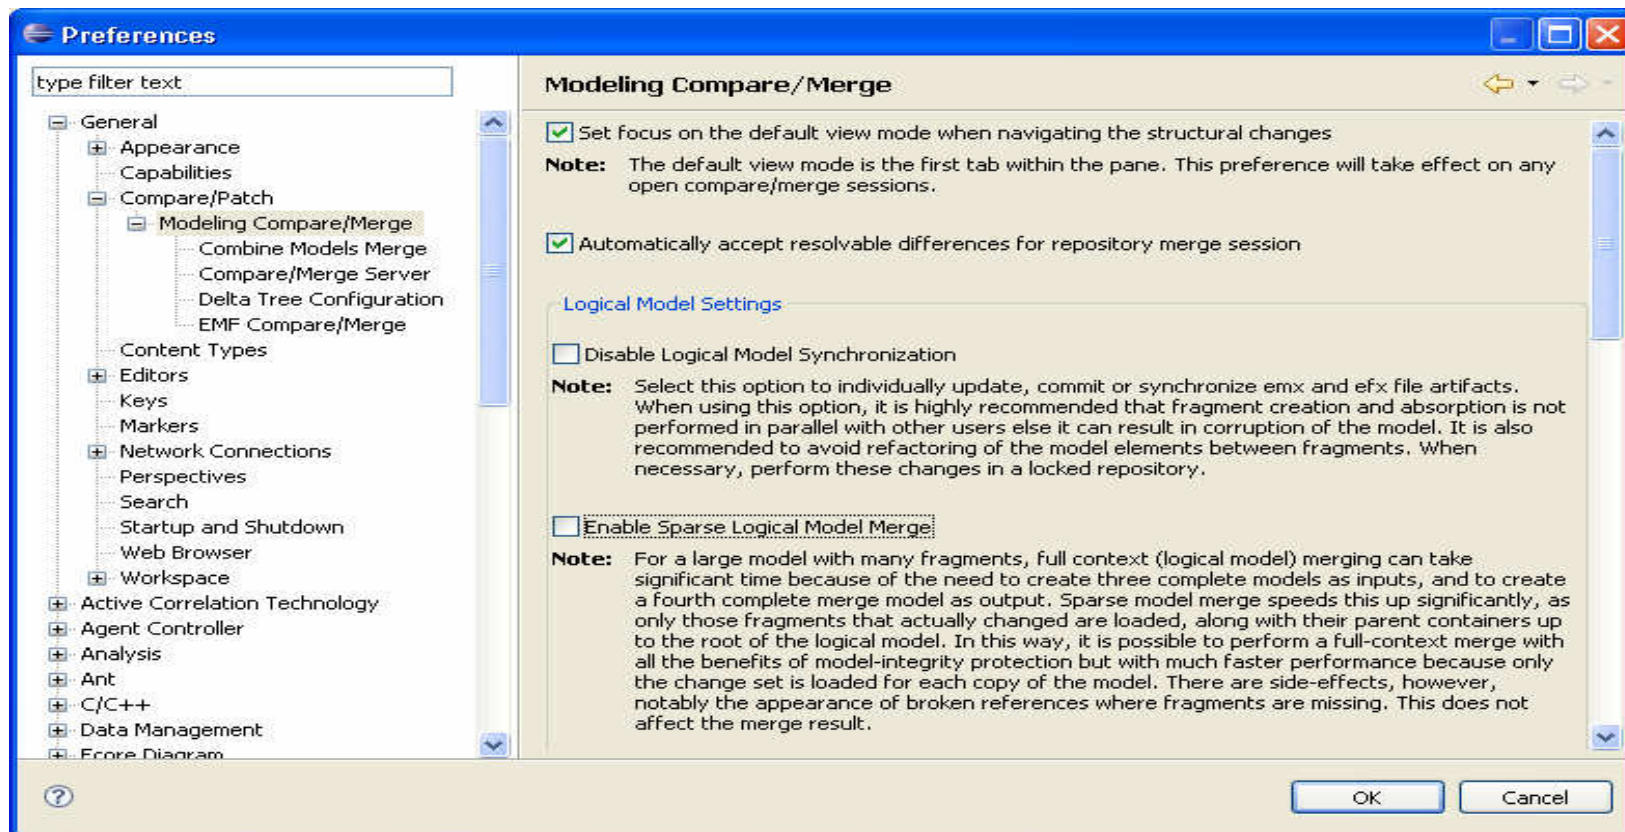 Preferences
type filter text
General
Appearance
Capabilities
Compare/Patch
Modeling Compare/Merge
Combine Models Merge
Compare/Merge Server
Delta Tree Configuration
EMF Compare/Merge
Content Types
Editors
Keys
Markers
Network Connections
Perspectives
Search
Startup and Shutdown
Web Browser
Workspace
Active Correlation Technology
Agent Controller
Analysis
Ant
C/C++
Data Management
Ecore Diagram
Modeling Compare/Merge
Set focus on the default view mode when navigating the structural changes
Note: The default view mode is the first tab within the pane. This preference will take effect on any
open compare/merge sessions.
Automatically accept resolvable differences for repository merge session
Logical Model Settings
Disable Logical Model Synchronization
Note: Select this option to individually update, commit or synchronize emx and efx file artifacts.
When using this option, it is highly recommended that fragment creation and absorption is not
performed in parallel with other users else it can result in corruption of the model. It is also
recommended to avoid refactoring of the model elements between fragments. When
necessary, perform these changes in a locked repository.
Enable Sparse Logical Model Merge
Note: For a large model with many fragments, full context (logical model) merging can take
significant time because of the need to create three complete models as inputs, and to create
a fourth complete merge model as output. Sparse model merge speeds this up significantly, as
only those fragments that actually changed are loaded, along with their parent containers up
to the root of the logical model. In this way, it is possible to perform a full-context merge with
all the benefits of model-integrity protection but with much faster performance because only
the change set is loaded for each copy of the model. There are side-effects, however,
notably the appearance of broken references where fragments are missing. This does not
affect the merge result.
OK
Cancel